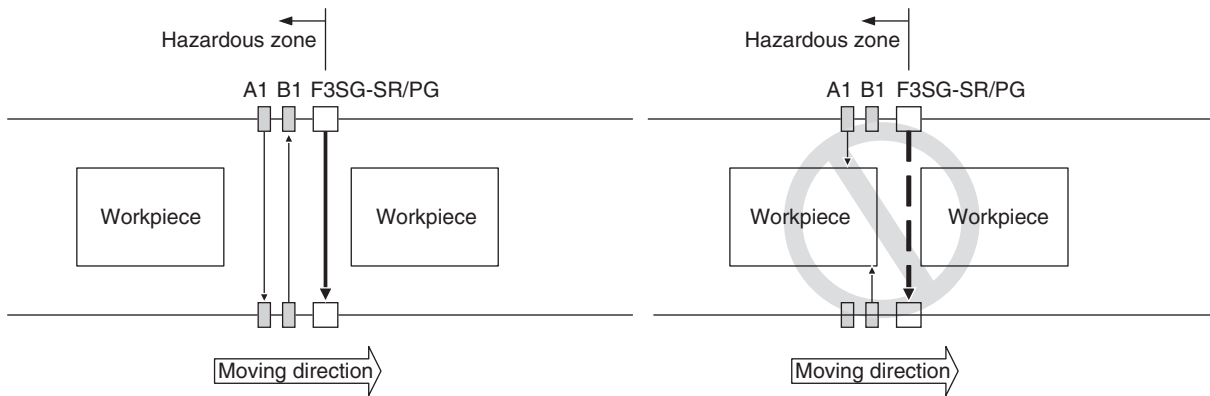 Hazardous zone
A1 B1 F3SG-SR/PG
Workpiece
Workpiece
Moving direction
Hazardous zone
A1 B1 F3SG-SR/PG
Workpiece
Workpiece
Moving direction